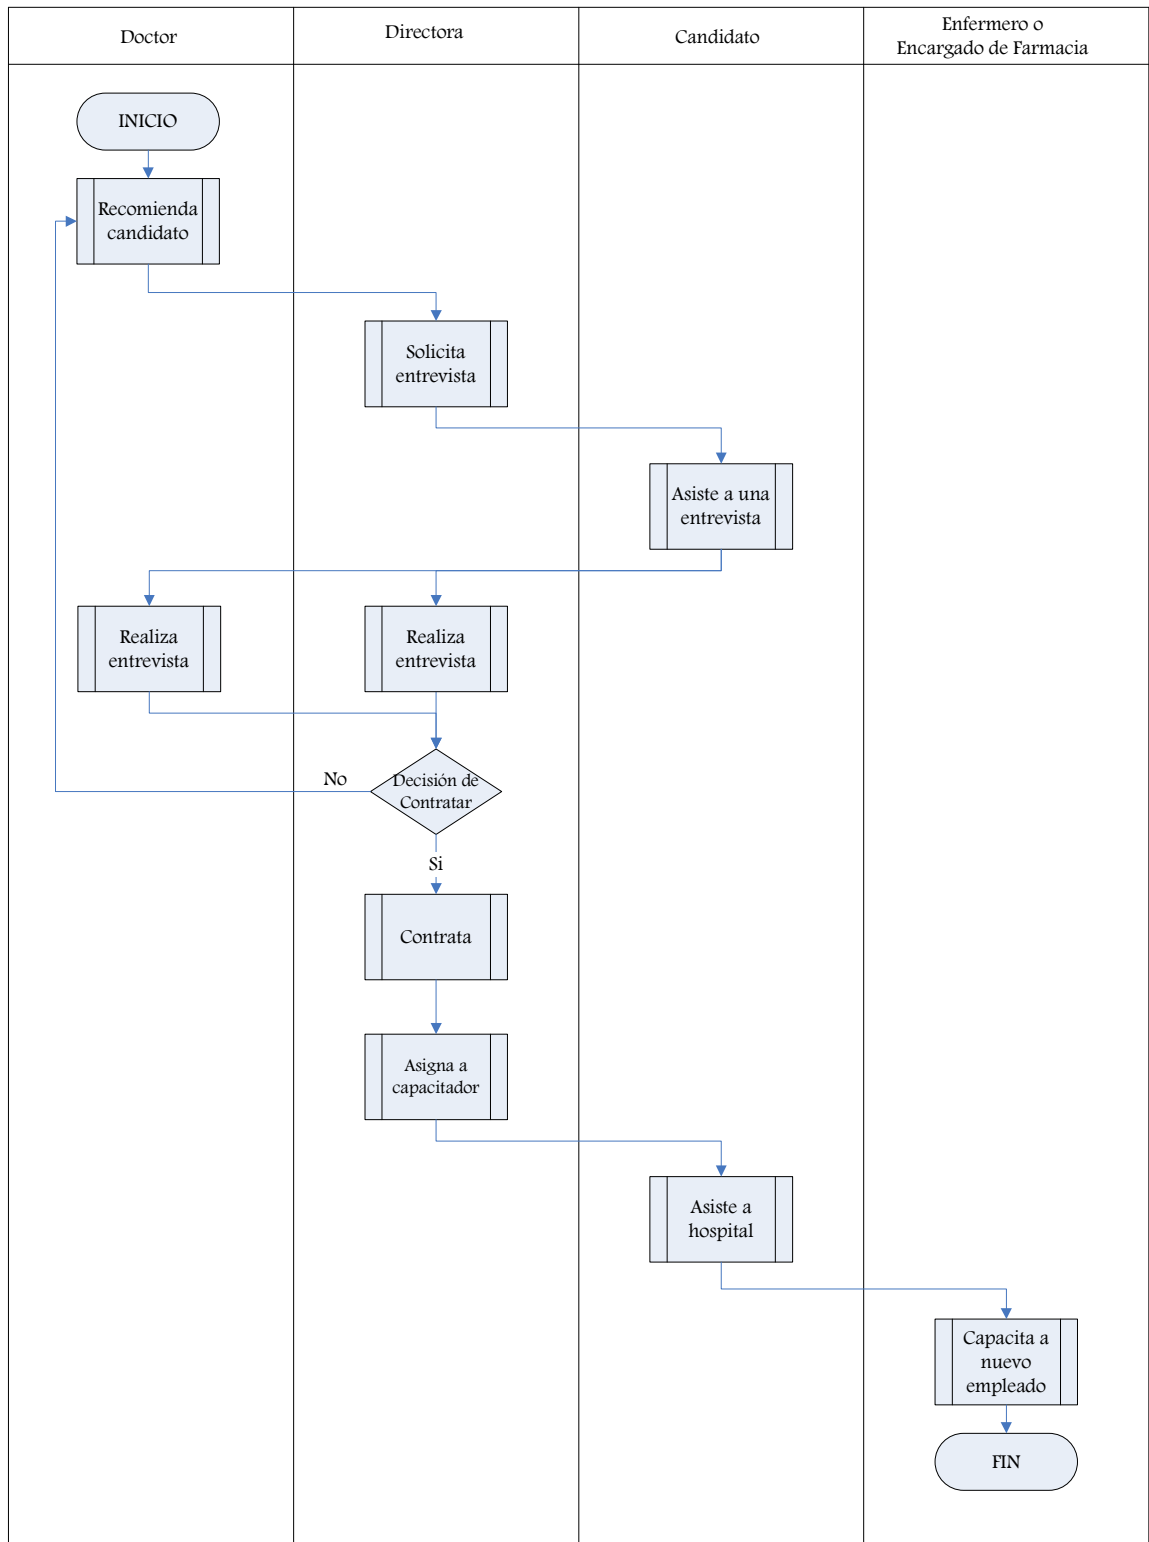 Doctor
Directora
Candidato
Enfermero o
Encargado de Farmacia
INICIO
Recomienda
candidato
Solicita
entrevista
Asiste a una
entrevista
Realiza
entrevista
Realiza
entrevista
No
Decisión de
Contratar
Si
Contrata
Asigna a
capacitador
Asiste a
hospital
Capacita a
nuevo
empleado
FIN